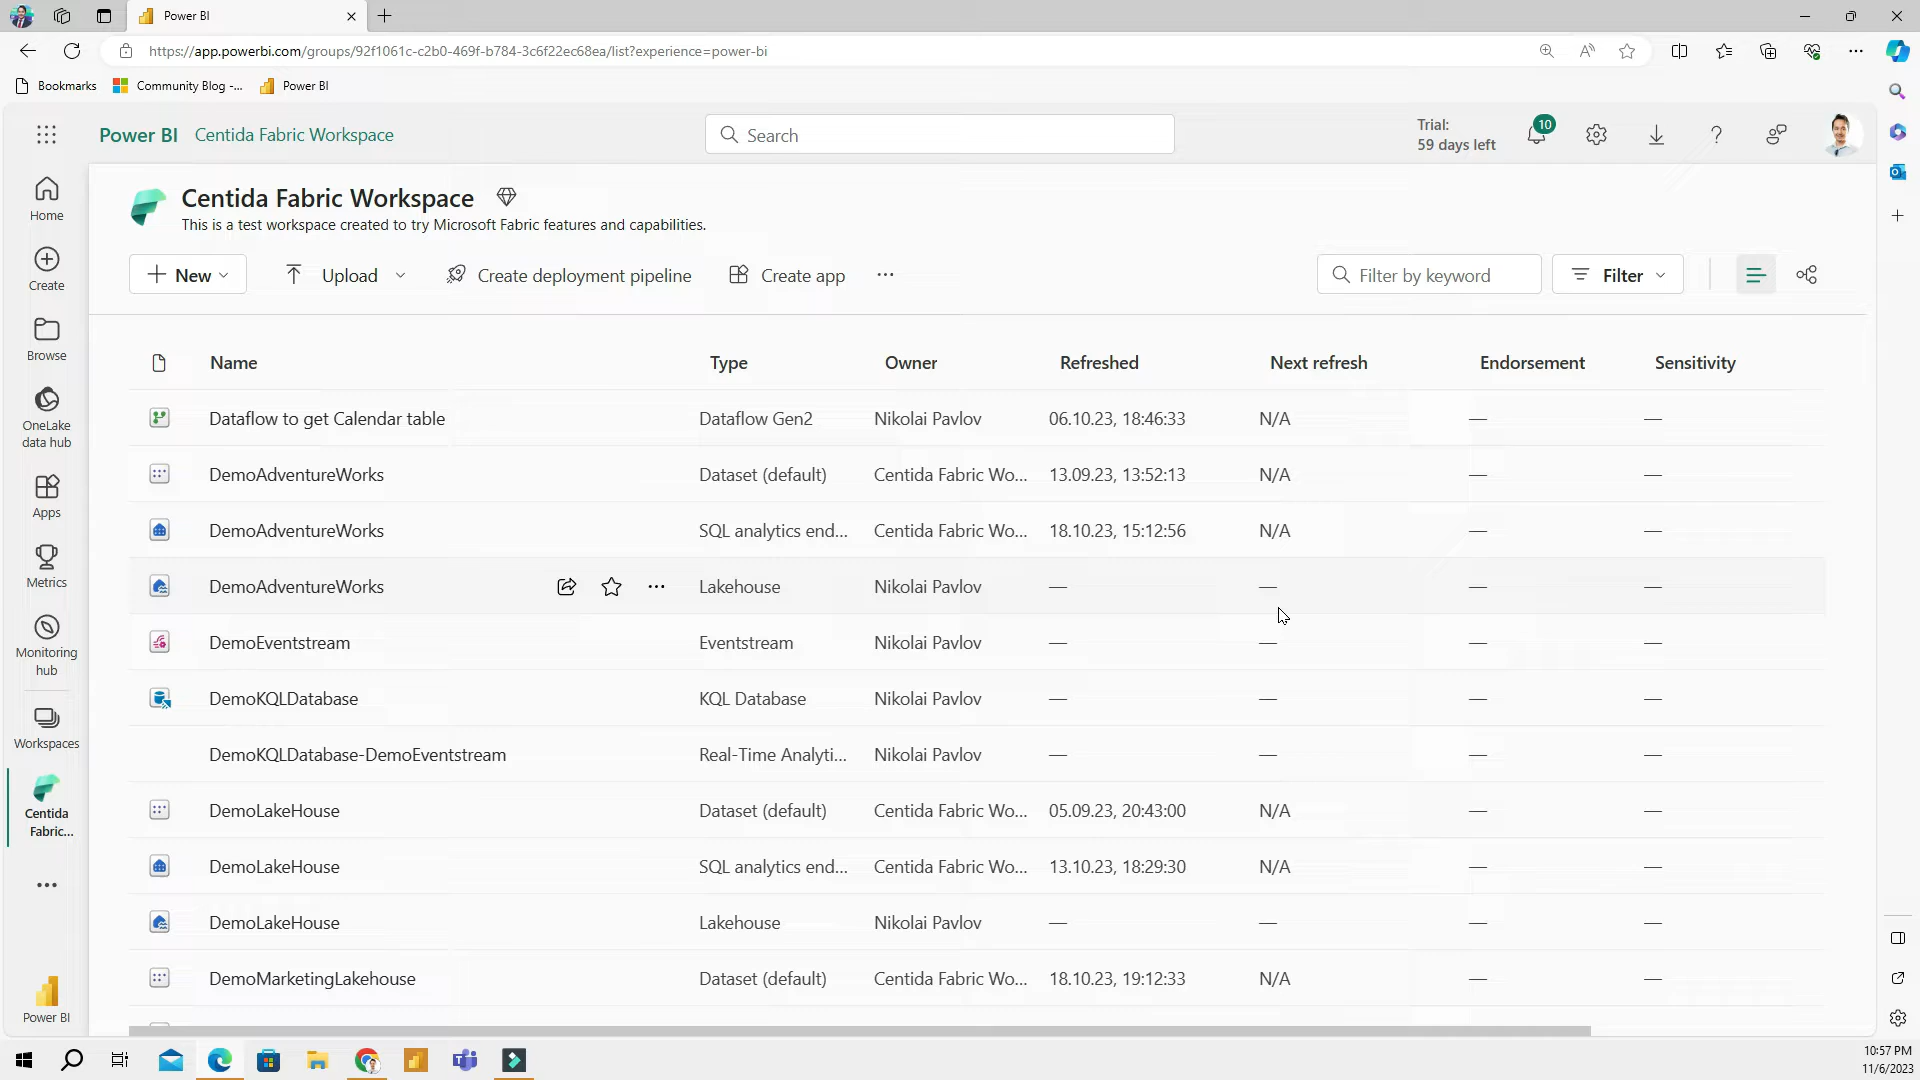 Power BI
https://app.powerbi.com/groups/92f1061c-c2b0-469f-b784-3c6f22ec68ea/list?experience=power-bi
Bookmarks Community Blog -... Power BI
Power BI Centida Fabric Workspace Search Trial: 10
59 days left
Home
Create
Browse
OneLake
data hub
Apps
Metrics
Monitoring
hub
Workspaces
Centida
Fabric...
Power BI
Centida Fabric Workspace
This is a test workspace created to try Microsoft Fabric features and capabilities.
New Upload Create deployment pipeline Create app ... Filter by keyword Filter
Name Type Owner Refreshed Next refresh Endorsement Sensitivity
Dataflow to get Calendar table Dataflow Gen2 Nikolai Pavlov 06.10.23, 18:46:33 N/A — —
DemoAdventureWorks Dataset (default) Centida Fabric Wo... 13.09.23, 13:52:13 N/A — —
DemoAdventureWorks SQL analytics end... Centida Fabric Wo... 18.10.23, 15:12:56 N/A — —
DemoAdventureWorks ... Lakehouse Nikolai Pavlov — — — —
DemoEventstream Eventstream Nikolai Pavlov — — — —
DemoKQLDatabase KQL Database Nikolai Pavlov — — — —
DemoKQLDatabase-DemoEventstream Real-Time Analyti... Nikolai Pavlov — — — —
DemoLakeHouse Dataset (default) Centida Fabric Wo... 05.09.23, 20:43:00 N/A — —
DemoLakeHouse SQL analytics end... Centida Fabric Wo... 13.10.23, 18:29:30 N/A — —
DemoLakeHouse Lakehouse Nikolai Pavlov — — — —
DemoMarketingLakehouse Dataset (default) Centida Fabric Wo... 18.10.23, 19:12:33 N/A — —
10:57 PM
11/6/2023